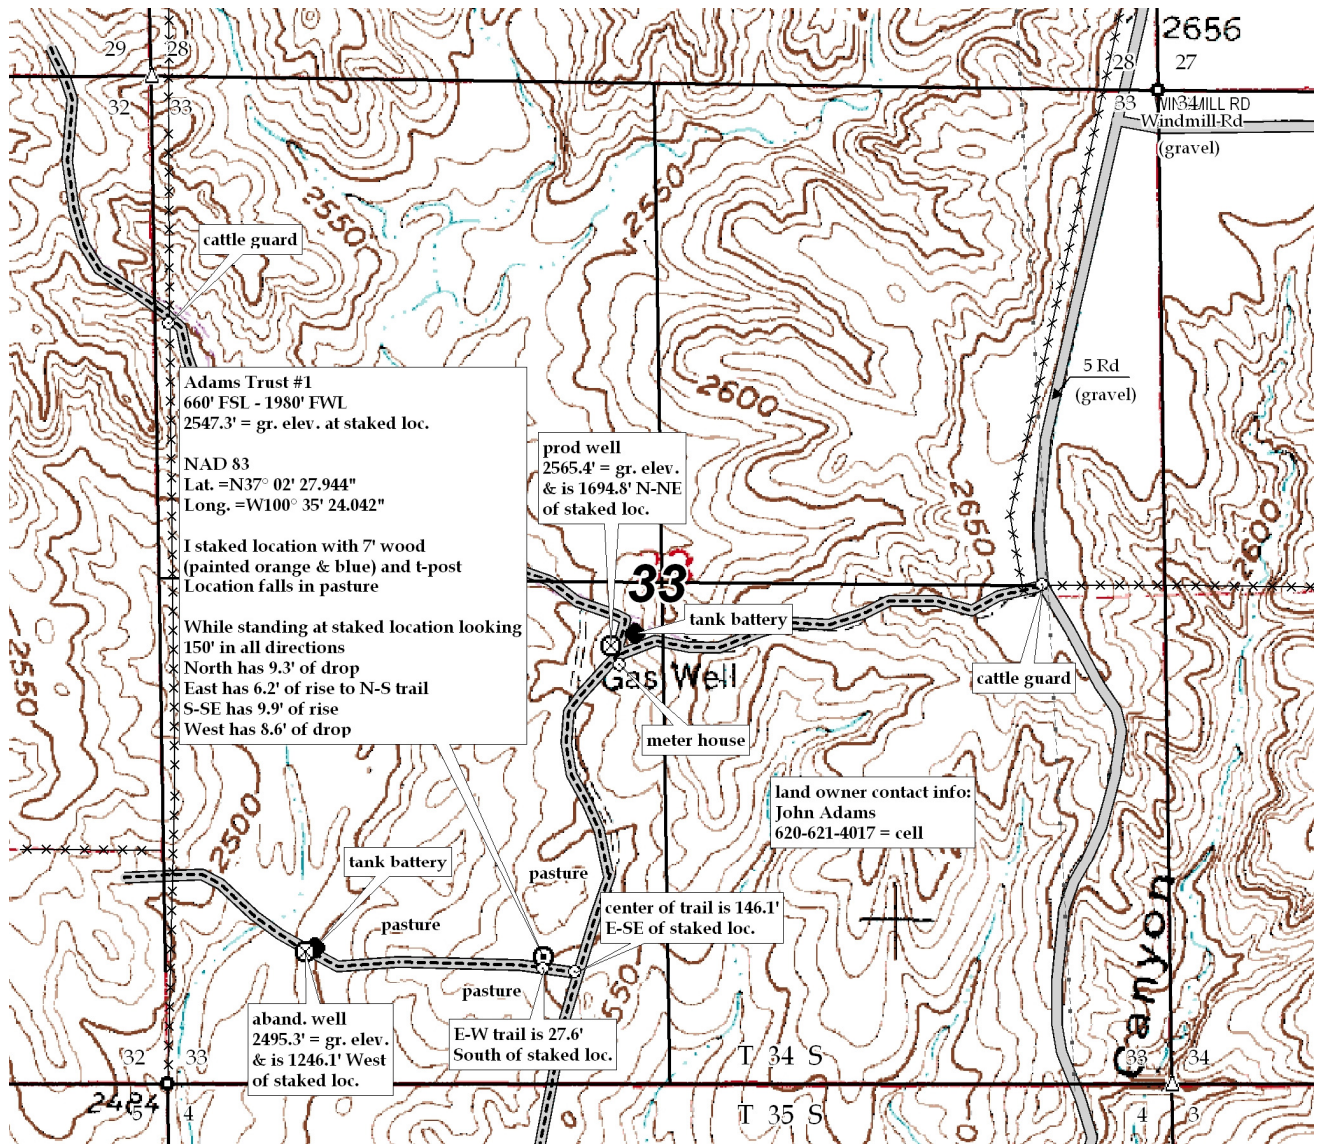 2656
29 28
28 27
32 33
33 34
WINDMILL RD
Windmill Rd
(gravel)
2550
2550
cattle guard
5 Rd
(gravel)
2600
Adams Trust #1
660' FSL - 1980' FWL
2547.3' = gr. elev. at staked loc.
NAD 83
Lat. =N37° 02' 27.944"
Long. =W100° 35' 24.042"
I staked location with 7' wood
(painted orange & blue) and t-post
Location falls in pasture
While standing at staked location looking
150' in all directions
North has 9.3' of drop
East has 6.2' of rise to N-S trail
S-SE has 9.9' of rise
West has 8.6' of drop
prod well
2565.4' = gr. elev.
& is 1694.8' N-NE
of staked loc.
2650
2600
33
tank battery
2550
Gas Well
cattle guard
meter house
land owner contact info:
John Adams
620-621-4017 = cell
2500
tank battery
pasture
pasture
center of trail is 146.1'
E-SE of staked loc.
pasture
2550
Canyon
aband. well
2495.3' = gr. elev.
& is 1246.1' West
of staked loc.
E-W trail is 27.6'
South of staked loc.
T 34 S
32 33
33 34
2484
5 4
T 35 S
4 3